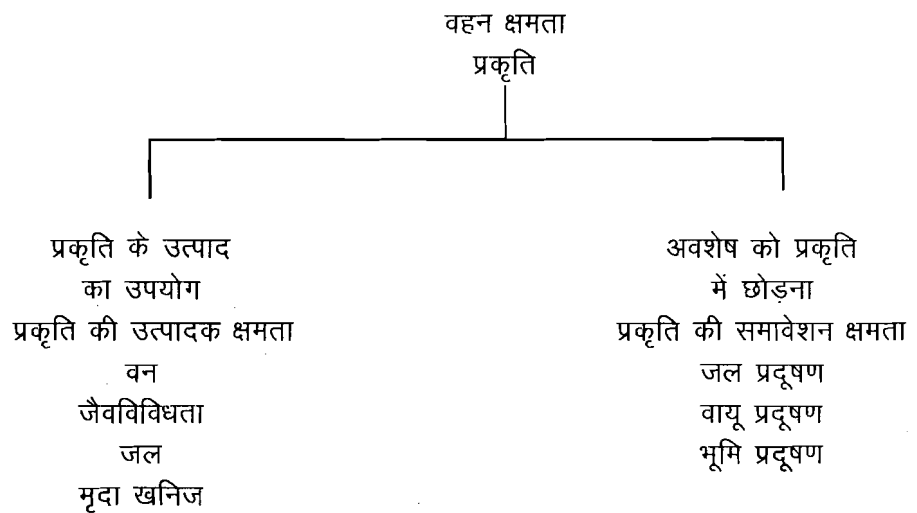 वहन क्षमता
प्रकृति
प्रकृति के उत्पाद
का उपयोग
प्रकृति की उत्पादक क्षमता
वन
जैवविविधता
जल
मृदा खनिज
अवशेष को प्रकृति
में छोड़ना
प्रकृति की समावेशन क्षमता
जल प्रदूषण
वायू प्रदूषण
भूमि प्रदूषण